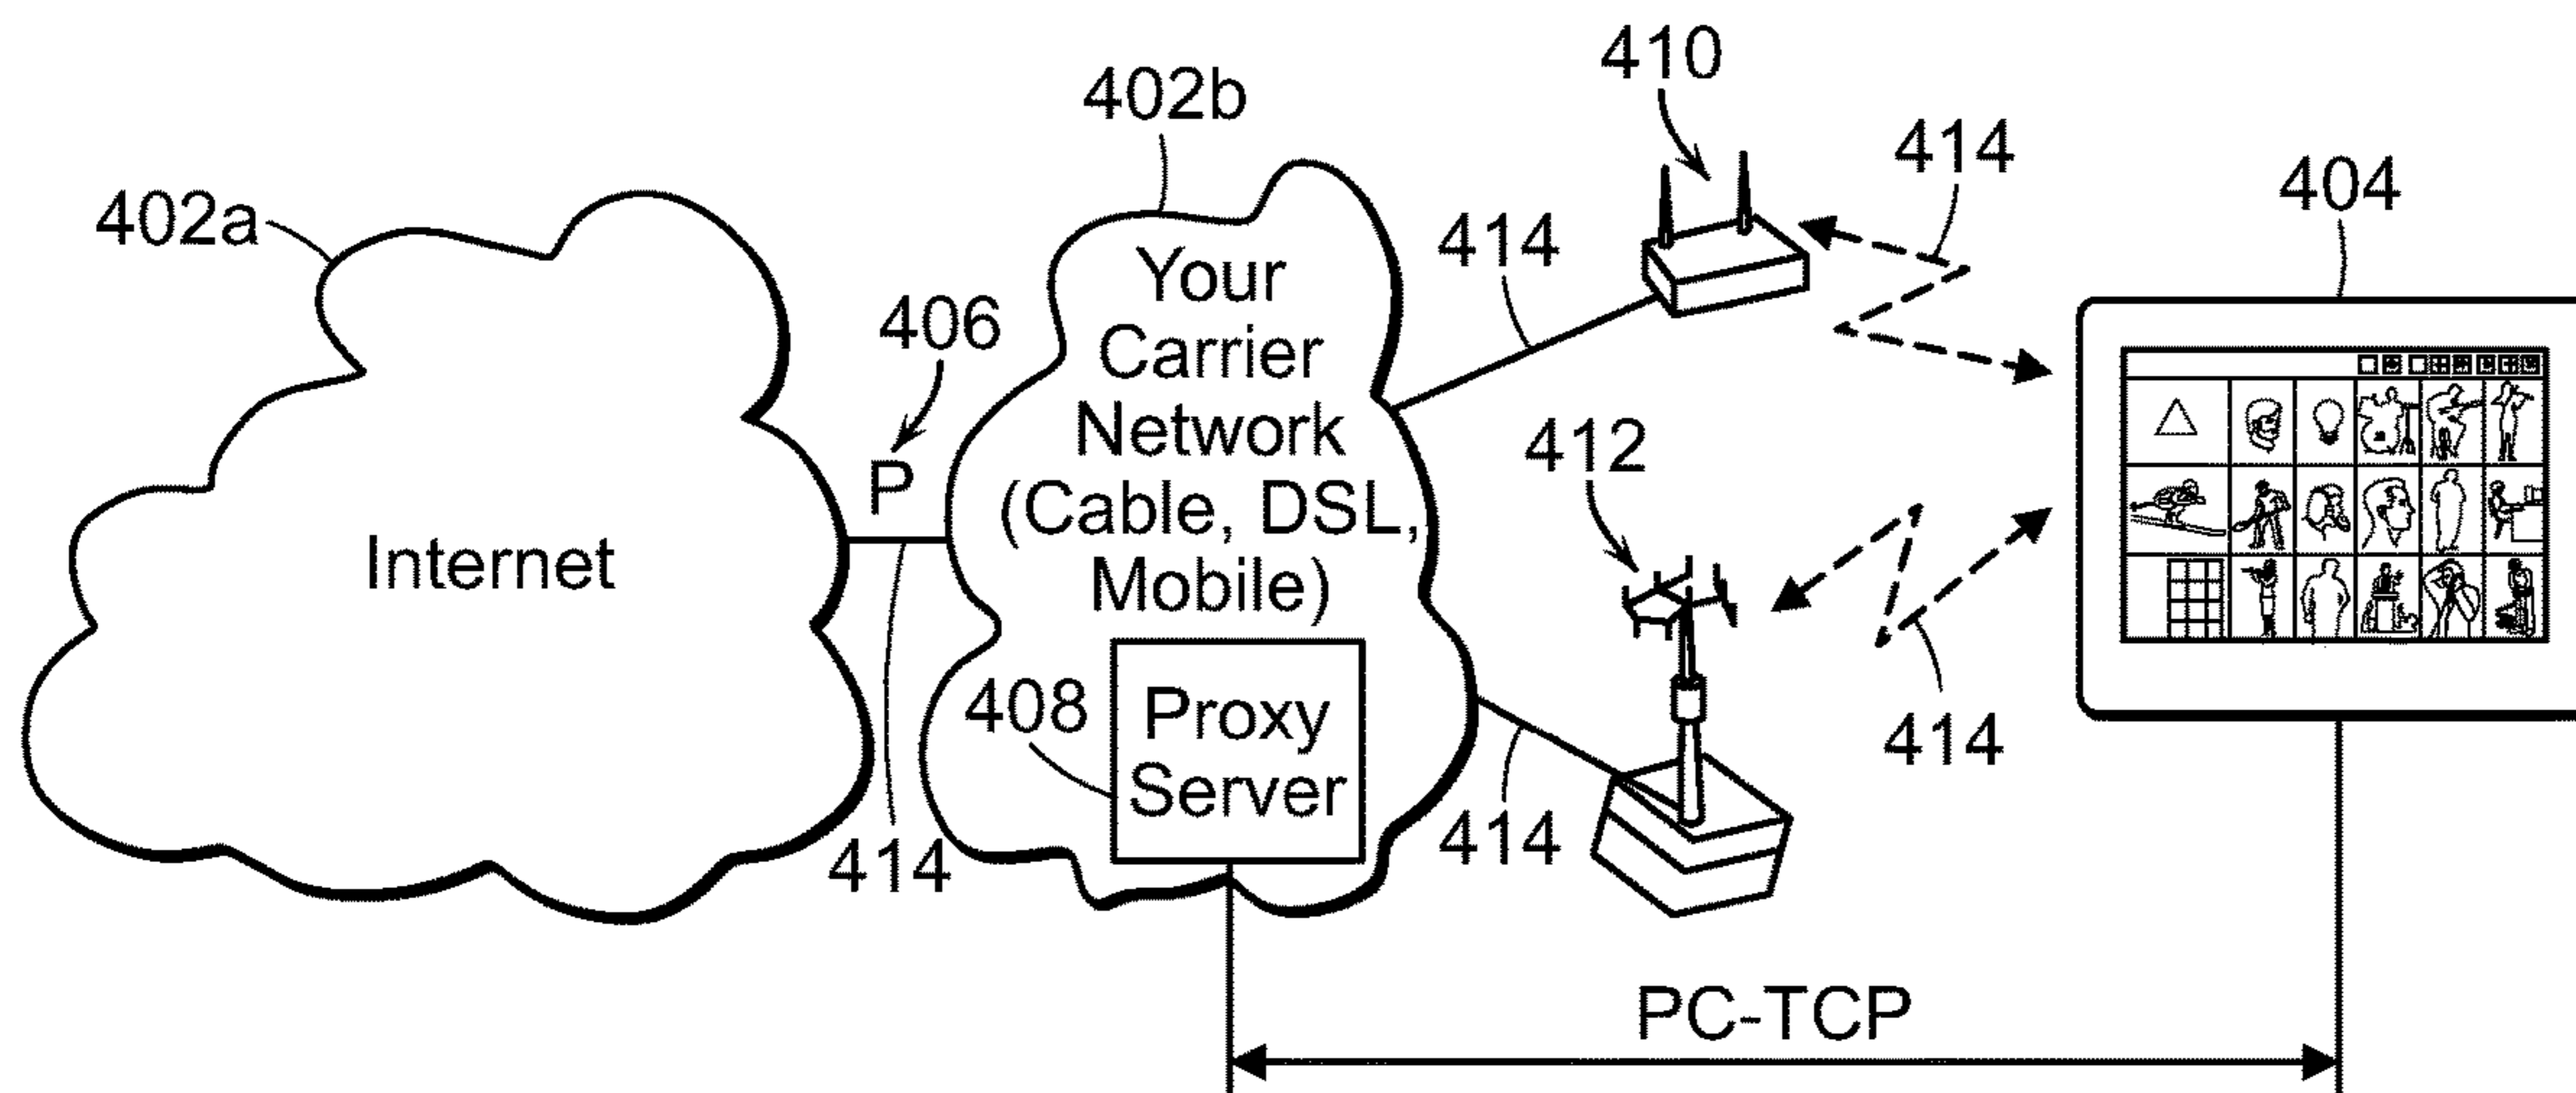 410
402b
414
404
402a
414
Your
Carrier
Network
(Cable, DSL,
Mobile)
406
P
412
Internet
408
Proxy
Server
414
414
414
PC-TCP